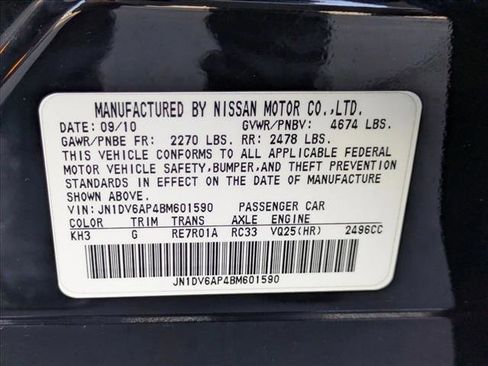 MANUFACTURED BY NISSAN MOTOR CO.,LTD.
DATE: 09/10 GVWR/PNBV: 4674 LBS.
GAWR/PNBE FR: 2270 LBS. RR: 2478 LBS.
THIS VEHICLE CONFORMS TO ALL APPLICABLE FEDERAL
MOTOR VEHICLE SAFETY,BUMPER,AND THEFT PREVENTION
STANDARDS IN EFFECT ON THE DATE OF MANUFACTURE
SHOWN ABOVE.
VIN: JN1DV6AP4BM601590 PASSENGER CAR
COLOR TRIM TRANS AXLE ENGINE
KH3 G RE7R01A RC33 VQ25(HR) 2496CC
JN1DV6AP4BM601590